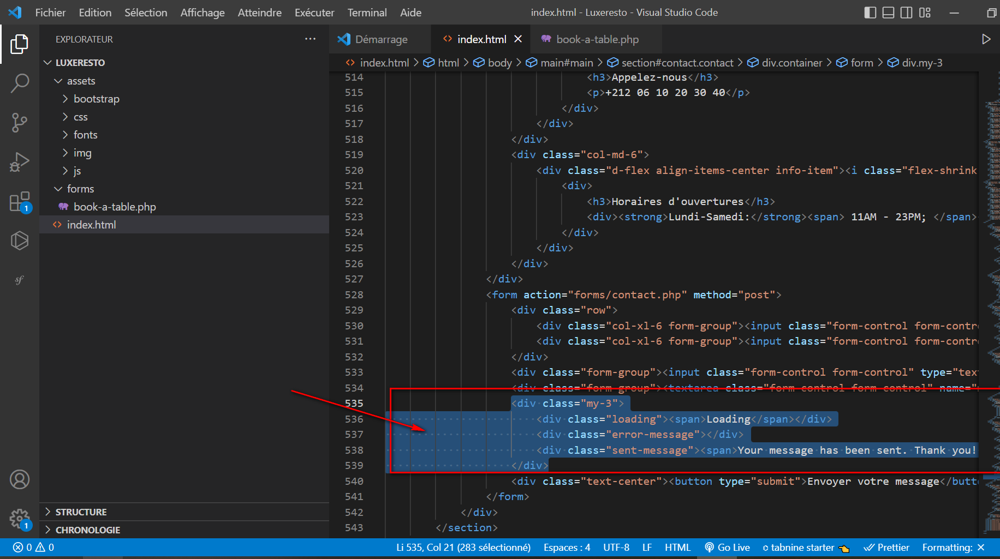 Fichier Edition Sélection Affichage Atteindre Exécuter Terminal Aide
index.html - Luxeresto - Visual Studio Code
EXPLORATEUR
LUXERESTO
assets
bootstrap
css
fonts
img
js
forms
book-a-table.php
index.html
STRUCTURE
CHRONOLOGIE
1
1
Démarrage index.html book-a-table.php
index.html > html > body > main#main > section#contact.contact > div.container > form > div.my-3
514 <h3>Appelez-nous</h3>
515 <p>+212 06 10 20 30 40</p>
516 </div>
517 </div>
518 </div>
519 <div class="col-md-6">
520 <div class="d-flex align-items-center info-item"><i class="flex-shrink
521 <div>
522 <h3>Horaires d'ouvertures</h3>
523 <div><strong>Lundi-Samedi:</strong><span> 11AM - 23PM; </span>
524 </div>
525 </div>
526 </div>
527 </div>
528 <form action="forms/contact.php" method="post">
529 <div class="row">
530 <div class="col-xl-6 form-group"><input class="form-control form-contr
531 <div class="col-xl-6 form-group"><input class="form-control form-contr
532 </div>
533 <div class="form-group"><input class="form-control form-control" type="tex
534 <div class="form-group"><textarea class="form-control form-control" name="
535 <div class="my-3">
536 <div class="loading"><span>Loading</span></div>
537 <div class="error-message"></div>
538 <div class="sent-message"><span>Your message has been sent. Thank you!
539 </div>
540 <div class="text-center"><button type="submit">Envoyer votre message</butt
541 </form>
542 </div>
543 </section>
0 0 Li 535, Col 21 (283 sélectionné) Espaces : 4 UTF-8 LF HTML Go Live tabnine starter Prettier Formatting: ×